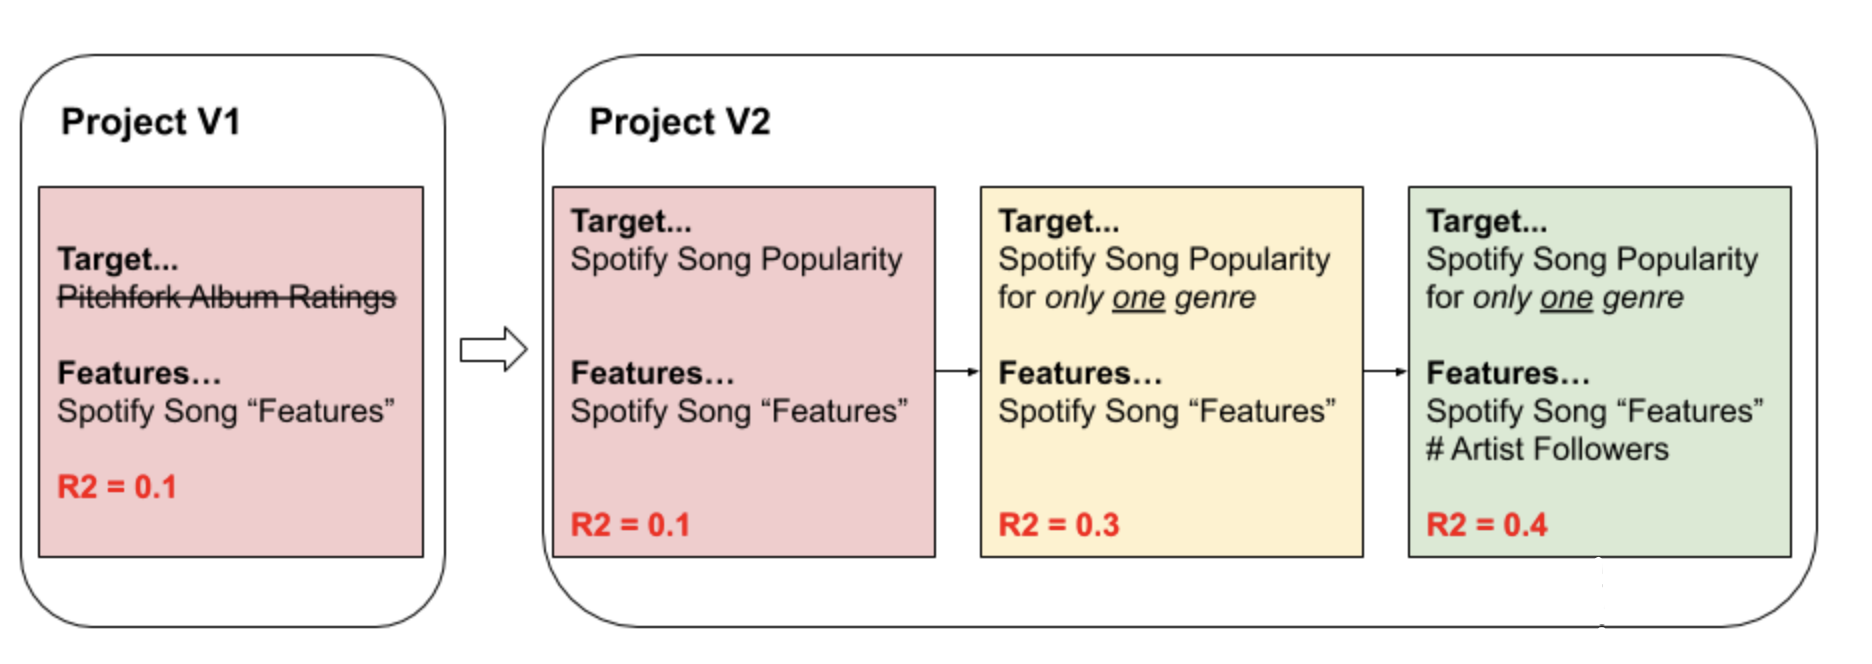 Project V1
Target...
Pitchfork Album Ratings
Features…
Spotify Song “Features”
R2 = 0.1
Project V2
Target...
Spotify Song Popularity
Features…
Spotify Song “Features”
R2 = 0.1
Target...
Spotify Song Popularity
for only one genre
Features…
Spotify Song “Features”
R2 = 0.3
Target...
Spotify Song Popularity
for only one genre
Features…
Spotify Song “Features”
# Artist Followers
R2 = 0.4